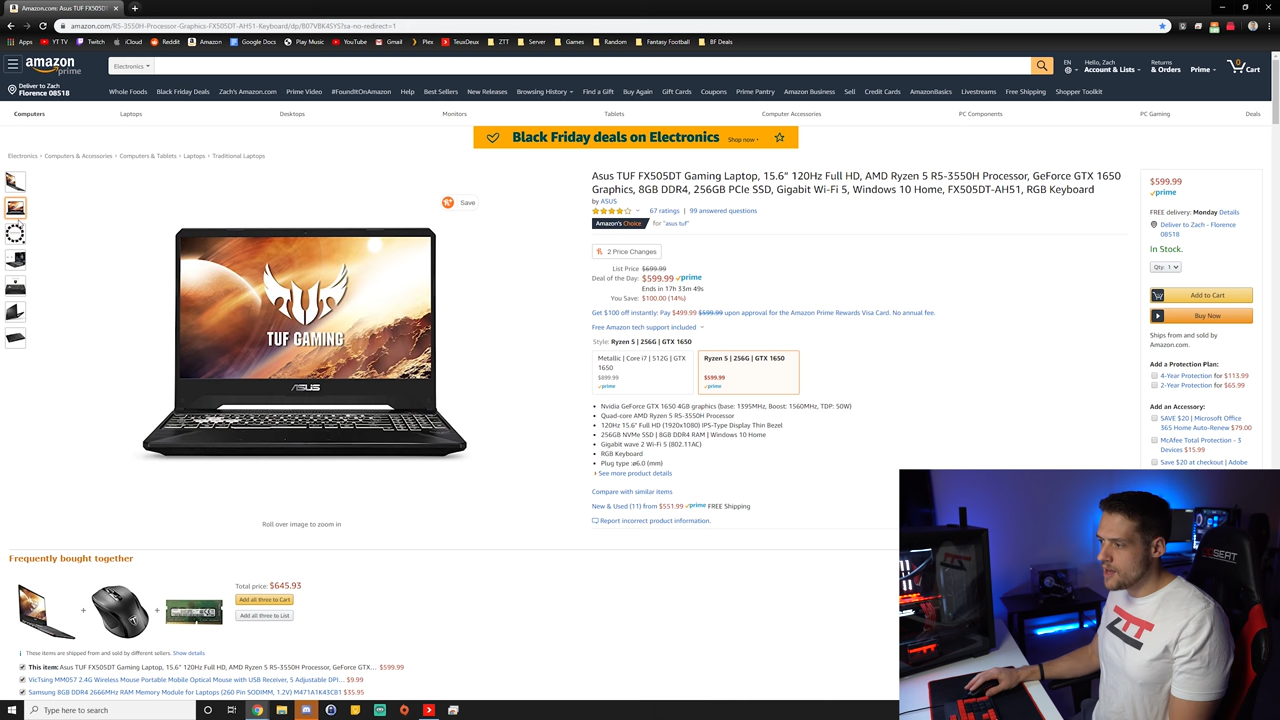 Amazon.com: Asus TUF FX505DT
amazon.com/R5-3550H-Processor-Graphics-FX505DT-AH51-Keyboard/dp/B07V8K4SYS?sa-no-redirect=1
Apps YT TV Twitch iCloud Reddit Amazon Google Docs Play Music YouTube Gmail Plex TeuxDeux ZTT Server Games Random Fantasy Football BF Deals
amazon prime
Electronics
EN
Hello, Zach
Account & Lists
Returns
& Orders
Prime
0
Cart
Deliver to Zach
Florence 08518
Whole Foods Black Friday Deals Zach's Amazon.com Prime Video #FoundItOnAmazon Help Best Sellers New Releases Browsing History Find a Gift Buy Again Gift Cards Coupons Prime Pantry Amazon Business Sell Credit Cards AmazonBasics Livestreams Free Shipping Shopper Toolkit
Computers Laptops Desktops Monitors Tablets Computer Accessories PC Components PC Gaming Deals
Black Friday deals on Electronics Shop now ›
Electronics › Computers & Accessories › Computers & Tablets › Laptops › Traditional Laptops
Save
TUF GAMING
ASUS
Roll over image to zoom in
Asus TUF FX505DT Gaming Laptop, 15.6" 120Hz Full HD, AMD Ryzen 5 R5-3550H Processor, GeForce GTX 1650
Graphics, 8GB DDR4, 256GB PCIe SSD, Gigabit Wi-Fi 5, Windows 10 Home, FX505DT-AH51, RGB Keyboard
by ASUS
67 ratings | 99 answered questions
Amazon's Choice for "asus tuf"
2 Price Changes
List Price $699.99
Deal of the Day: $599.99 prime
Ends in 17h 33m 49s
You Save: $100.00 (14%)
Get $100 off instantly: Pay $499.99 $599.99 upon approval for the Amazon Prime Rewards Visa Card. No annual fee.
Free Amazon tech support included
Style: Ryzen 5 | 256G | GTX 1650
Metallic | Core i7 | 512G | GTX
1650
$899.99
prime
Ryzen 5 | 256G | GTX 1650
$599.99
prime
• Nvidia GeForce GTX 1650 4GB graphics (base: 1395MHz, Boost: 1560MHz, TDP: 50W)
• Quad-core AMD Ryzen 5 R5-3550H Processor
• 120Hz 15.6" Full HD (1920x1080) IPS-Type Display Thin Bezel
• 256GB NVMe SSD | 8GB DDR4 RAM | Windows 10 Home
• Gigabit wave 2 Wi-Fi 5 (802.11AC)
• RGB Keyboard
• Plug type :ø6.0 (mm)
› See more product details
Compare with similar items
New & Used (11) from $551.99 prime FREE Shipping
Report incorrect product information.
$599.99
prime
FREE delivery: Monday Details
Deliver to Zach - Florence
08518
In Stock.
Qty: 1
Add to Cart
Buy Now
Ships from and sold by
Amazon.com.
Add a Protection Plan:
4-Year Protection for $113.99
2-Year Protection for $65.99
Add an Accessory:
SAVE $20 | Microsoft Office
365 Home Auto-Renew $79.00
McAfee Total Protection - 3
Devices $15.99
Save $20 at checkout | Adobe
Frequently bought together
Total price: $645.93
Add all three to Cart
Add all three to List
These items are shipped from and sold by different sellers. Show details
This item: Asus TUF FX505DT Gaming Laptop, 15.6" 120Hz Full HD, AMD Ryzen 5 R5-3550H Processor, GeForce GTX… $599.99
VicTsing MM057 2.4G Wireless Mouse Portable Mobile Optical Mouse with USB Receiver, 5 Adjustable DPI… $9.99
Samsung 8GB DDR4 2666MHz RAM Memory Module for Laptops (260 Pin SODIMM, 1.2V) M471A1K43CB1 $35.95
Type here to search